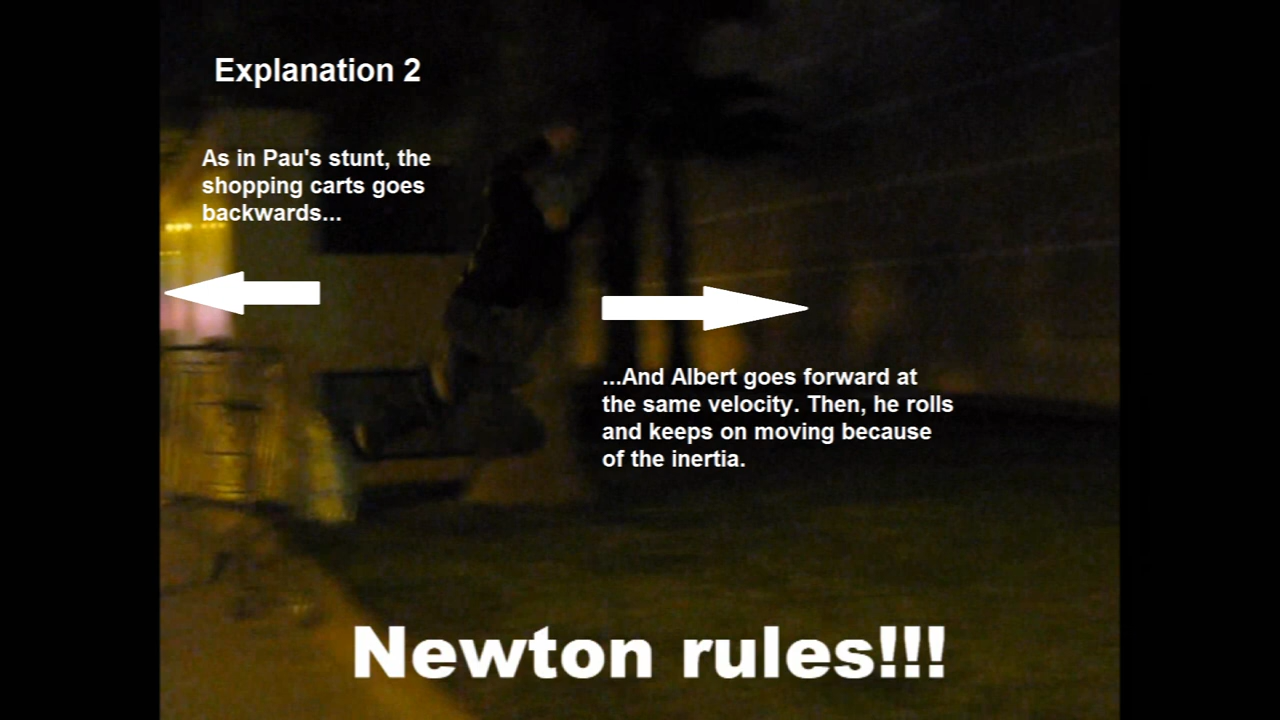 Explanation 2
As in Pau's stunt, the
shopping carts goes
backwards...
...And Albert goes forward at
the same velocity. Then, he rolls
and keeps on moving because
of the inertia.
Newton rules!!!